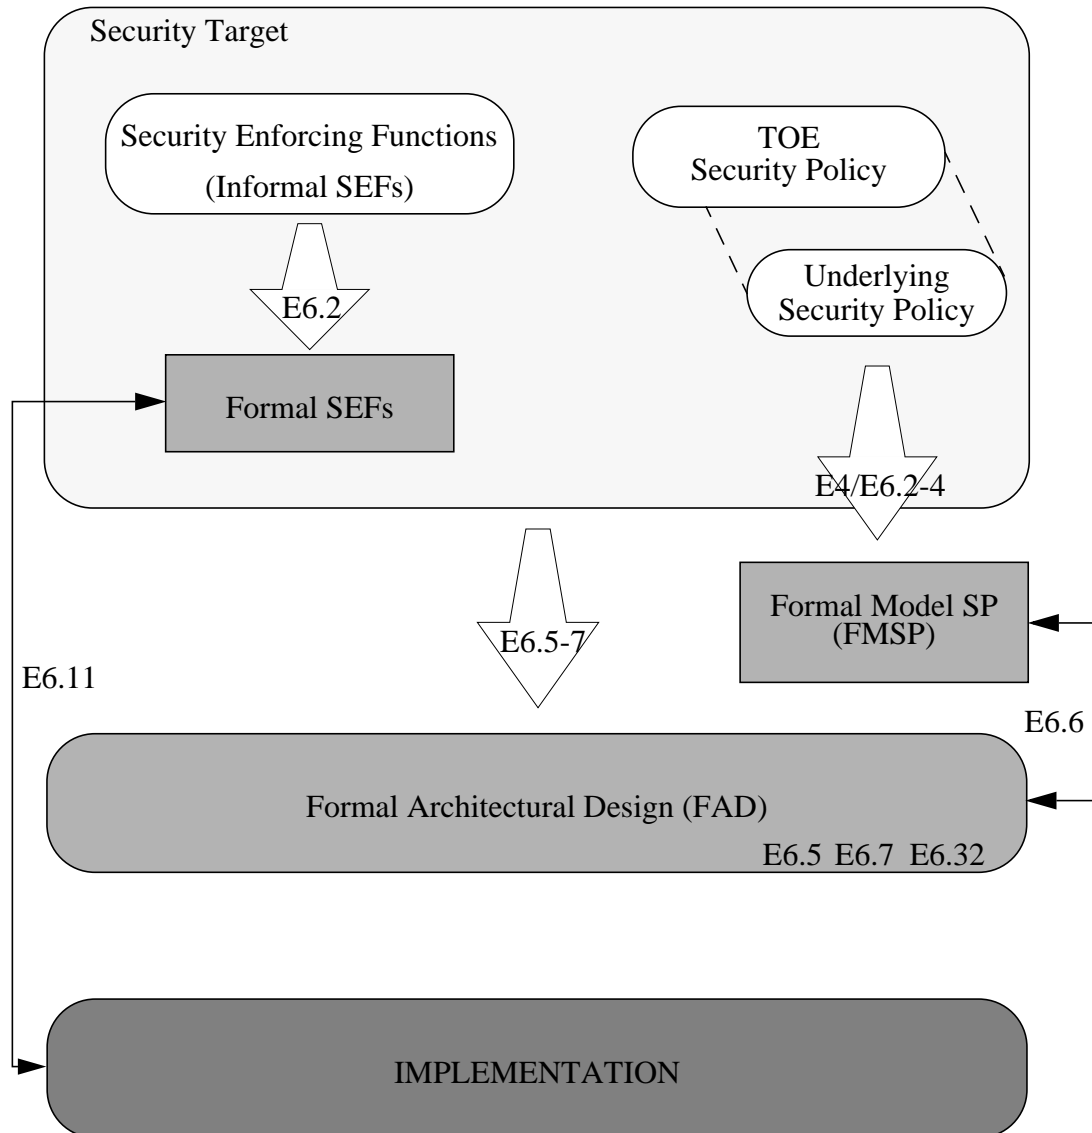 Security Target
Security Enforcing Functions
(Informal SEFs)
TOE
Security Policy
Underlying
Security Policy
E6.2
Formal SEFs
E4/E6.2-4
E6.5-7
Formal Model SP
(FMSP)
E6.11
E6.6
Formal Architectural Design (FAD)
E6.5 E6.7 E6.32
IMPLEMENTATION